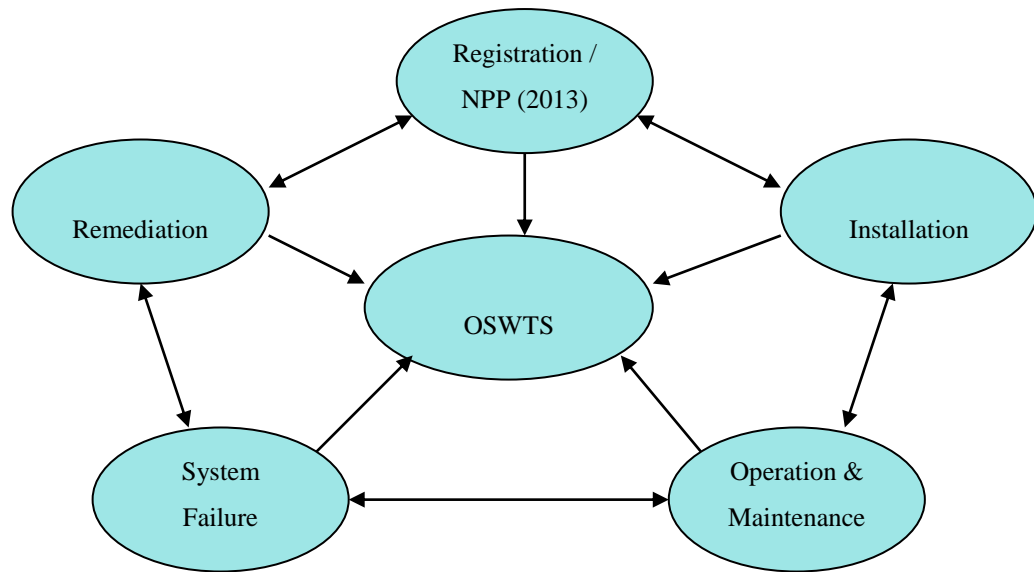 Registration /
NPP (2013)
Remediation
Installation
OSWTS
System
Failure
Operation &
Maintenance